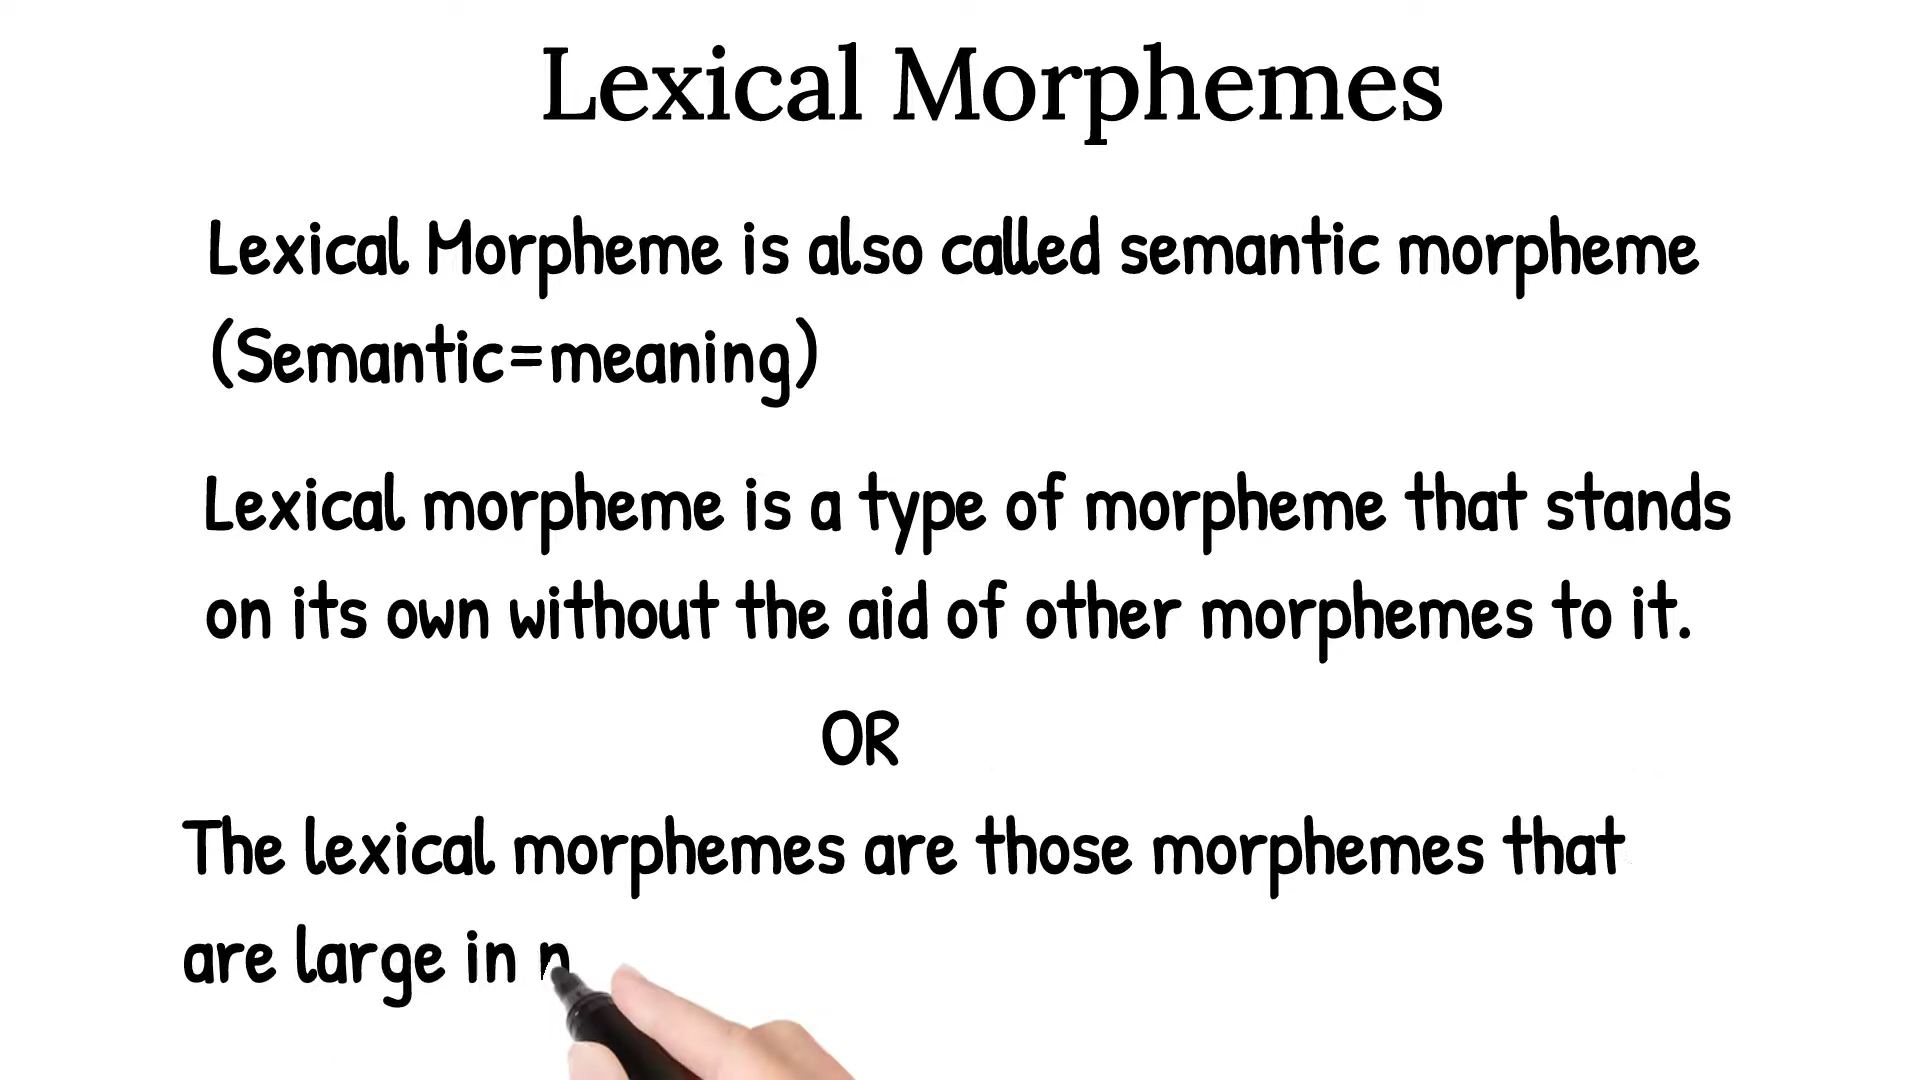 Lexical Morphemes
Lexical Morpheme is also called semantic morpheme
(Semantic=meaning)
Lexical morpheme is a type of morpheme that stands
on its own without the aid of other morphemes to it.
OR
The lexical morphemes are those morphemes that
are large in n